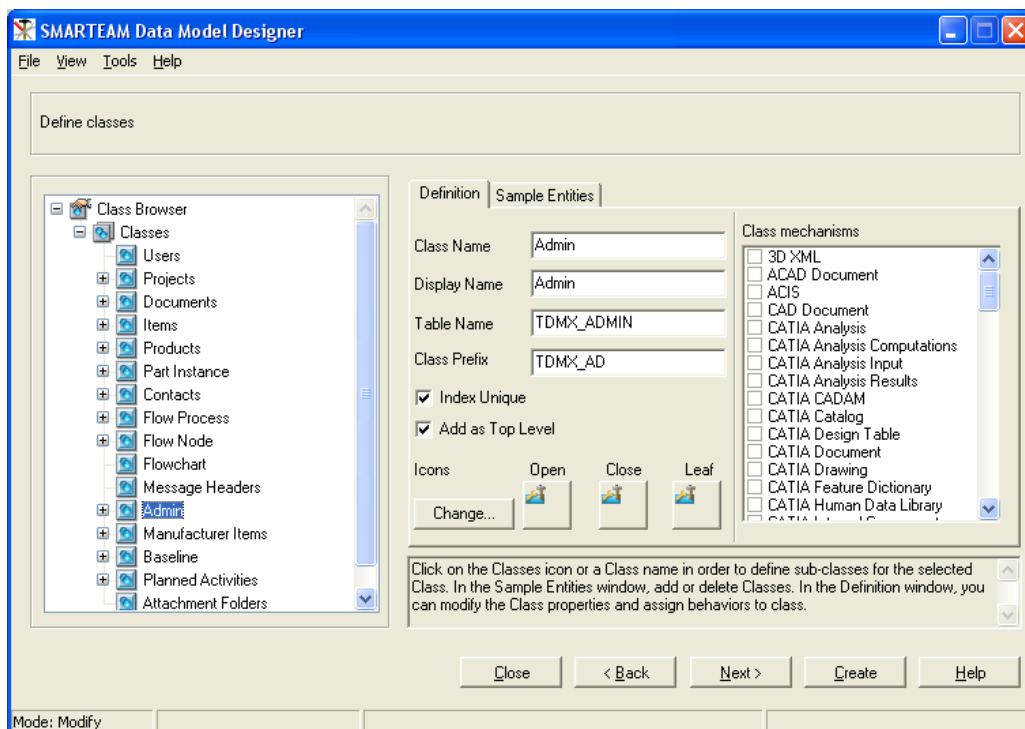 SMARTEAM Data Model Designer
File View Tools Help
Define classes
Class Browser
Classes
Users
Projects
Documents
Items
Products
Part Instance
Contacts
Flow Process
Flow Node
Flowchart
Message Headers
Admin
Manufacturer Items
Baseline
Planned Activities
Attachment Folders
Definition
Sample Entities
Class Name
Admin
Display Name
Admin
Table Name
TDMX_ADMIN
Class Prefix
TDMX_AD
Index Unique
Add as Top Level
Icons
Open
Close
Leaf
Change...
Class mechanisms
3D XML
ACAD Document
ACIS
CAD Document
CATIA Analysis
CATIA Analysis Computations
CATIA Analysis Input
CATIA Analysis Results
CATIA CADAM
CATIA Catalog
CATIA Design Table
CATIA Document
CATIA Drawing
CATIA Feature Dictionary
CATIA Human Data Library
Click on the Classes icon or a Class name in order to define sub-classes for the selected
Class. In the Sample Entities window, add or delete Classes. In the Definition window, you
can modify the Class properties and assign behaviors to class.
Close
< Back
Next >
Create
Help
Mode: Modify